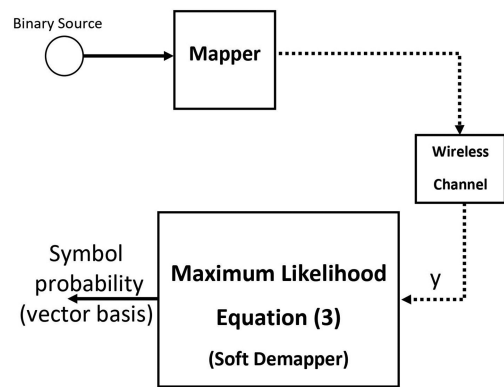 Binary Source
Mapper
Wireless
Channel
y
Maximum Likelihood
Equation (3)
(Soft Demapper)
Symbol
probability
(vector basis)